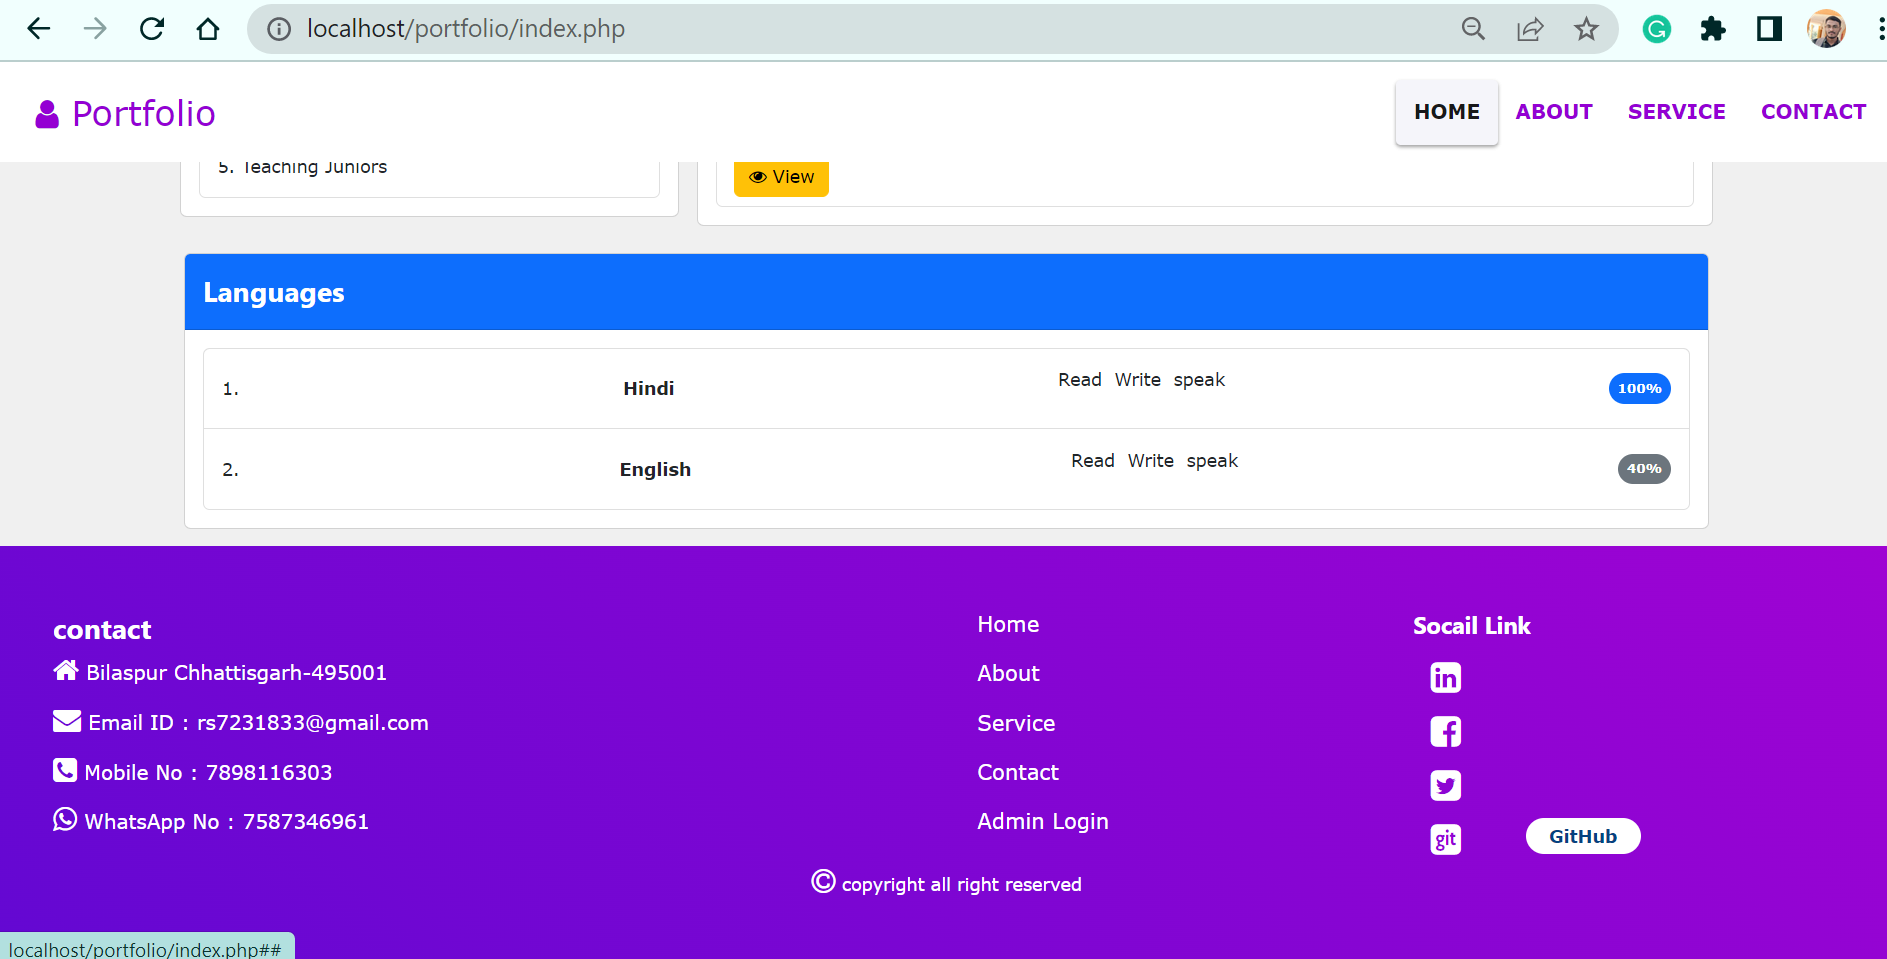 localhost/portfolio/index.php
Portfolio
HOME ABOUT SERVICE CONTACT
5. Teaching Juniors
View
Languages
1. Hindi Read Write speak 100%
2. English Read Write speak 40%
contact
Bilaspur Chhattisgarh-495001
Email ID : rs7231833@gmail.com
Mobile No : 7898116303
WhatsApp No : 7587346961
Home
About
Service
Contact
Admin Login
Socail Link
in
git GitHub
© copyright all right reserved
localhost/portfolio/index.php##